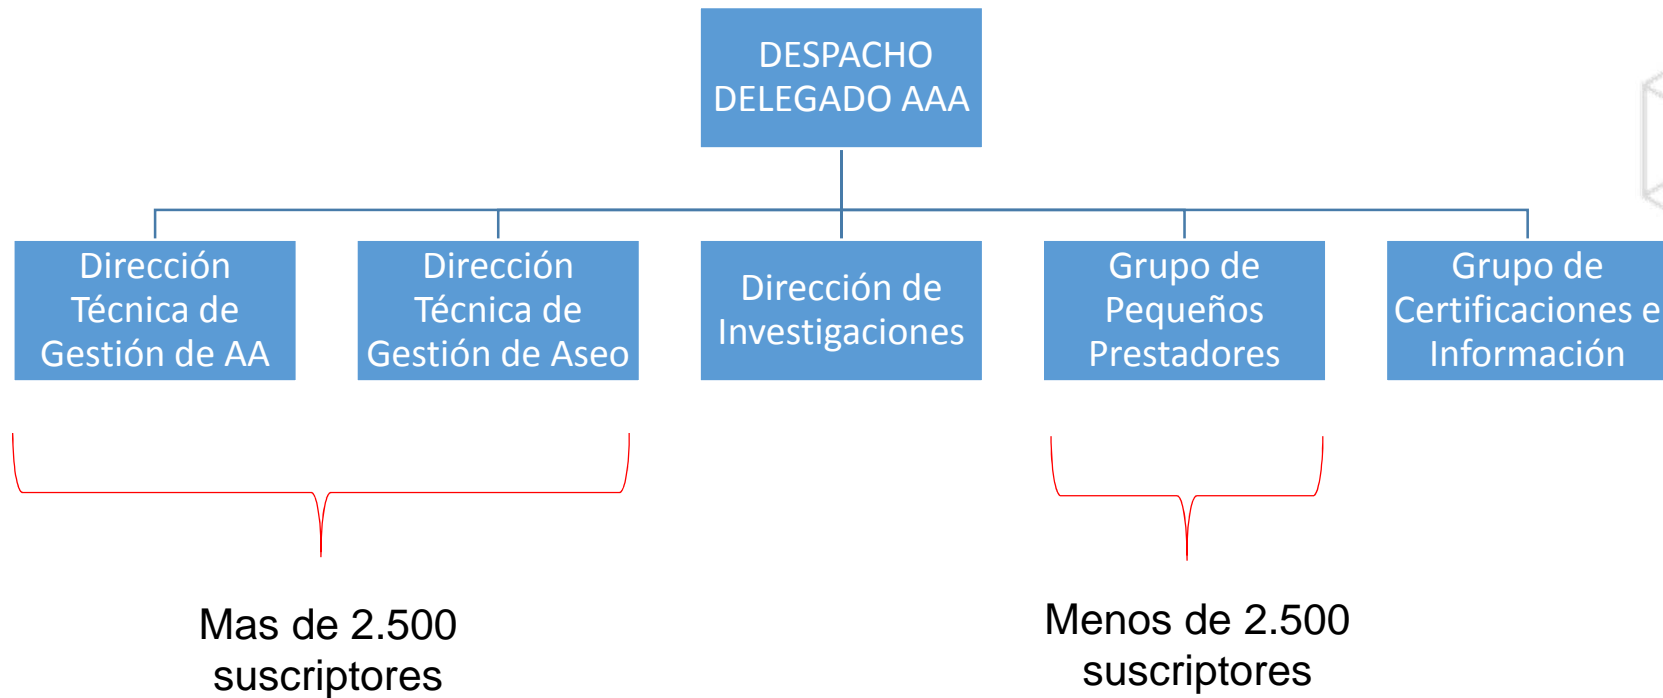 DESPACHO
DELEGADO AAA
Dirección
Técnica de
Gestión de AA
Dirección
Técnica de
Gestión de Aseo
Dirección de
Investigaciones
Grupo de
Pequeños
Prestadores
Grupo de
Certificaciones e
Información
Mas de 2.500
suscriptores
Menos de 2.500
suscriptores